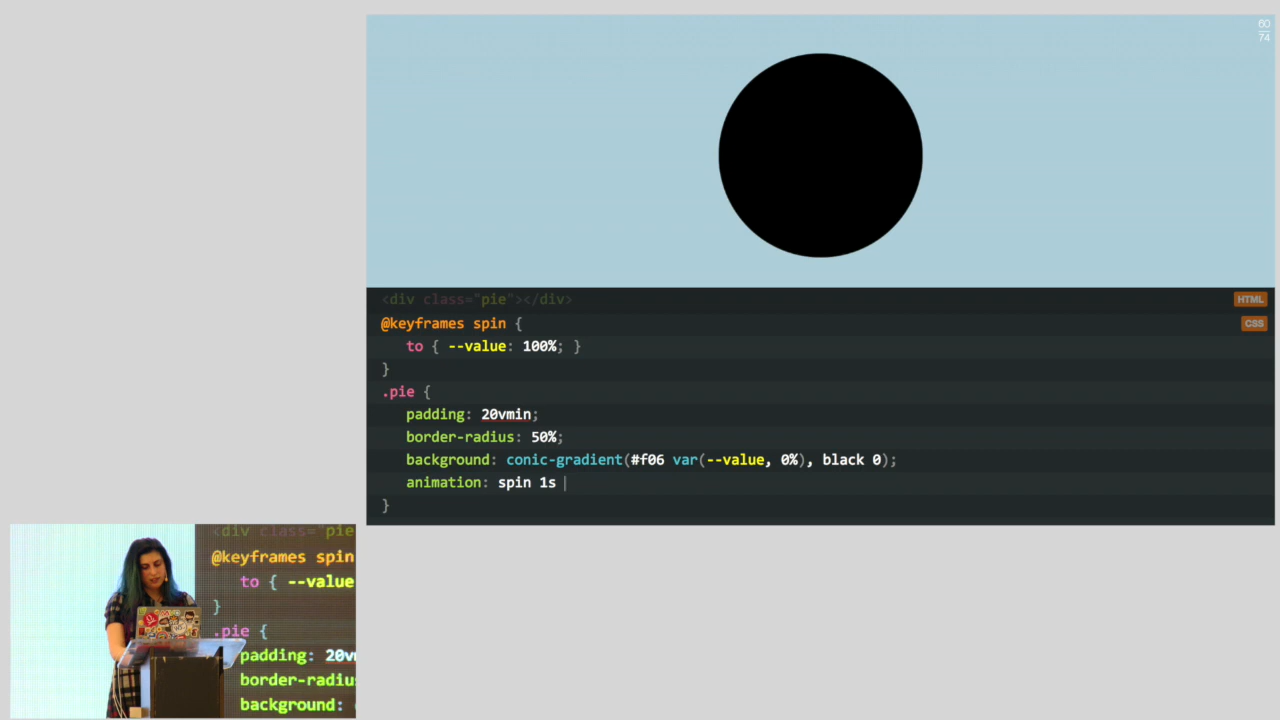 60
74
<div class="pie"></div>
HTML
@keyframes spin {
CSS
to { --value: 100%; }
}
.pie {
padding: 20vmin;
border-radius: 50%;
background: conic-gradient(#f06 var(--value, 0%), black 0);
animation: spin 1s
}
<div class="pie
@keyframes spin
to { --value
}
.pie {
padding: 20v
border-radiu
background: